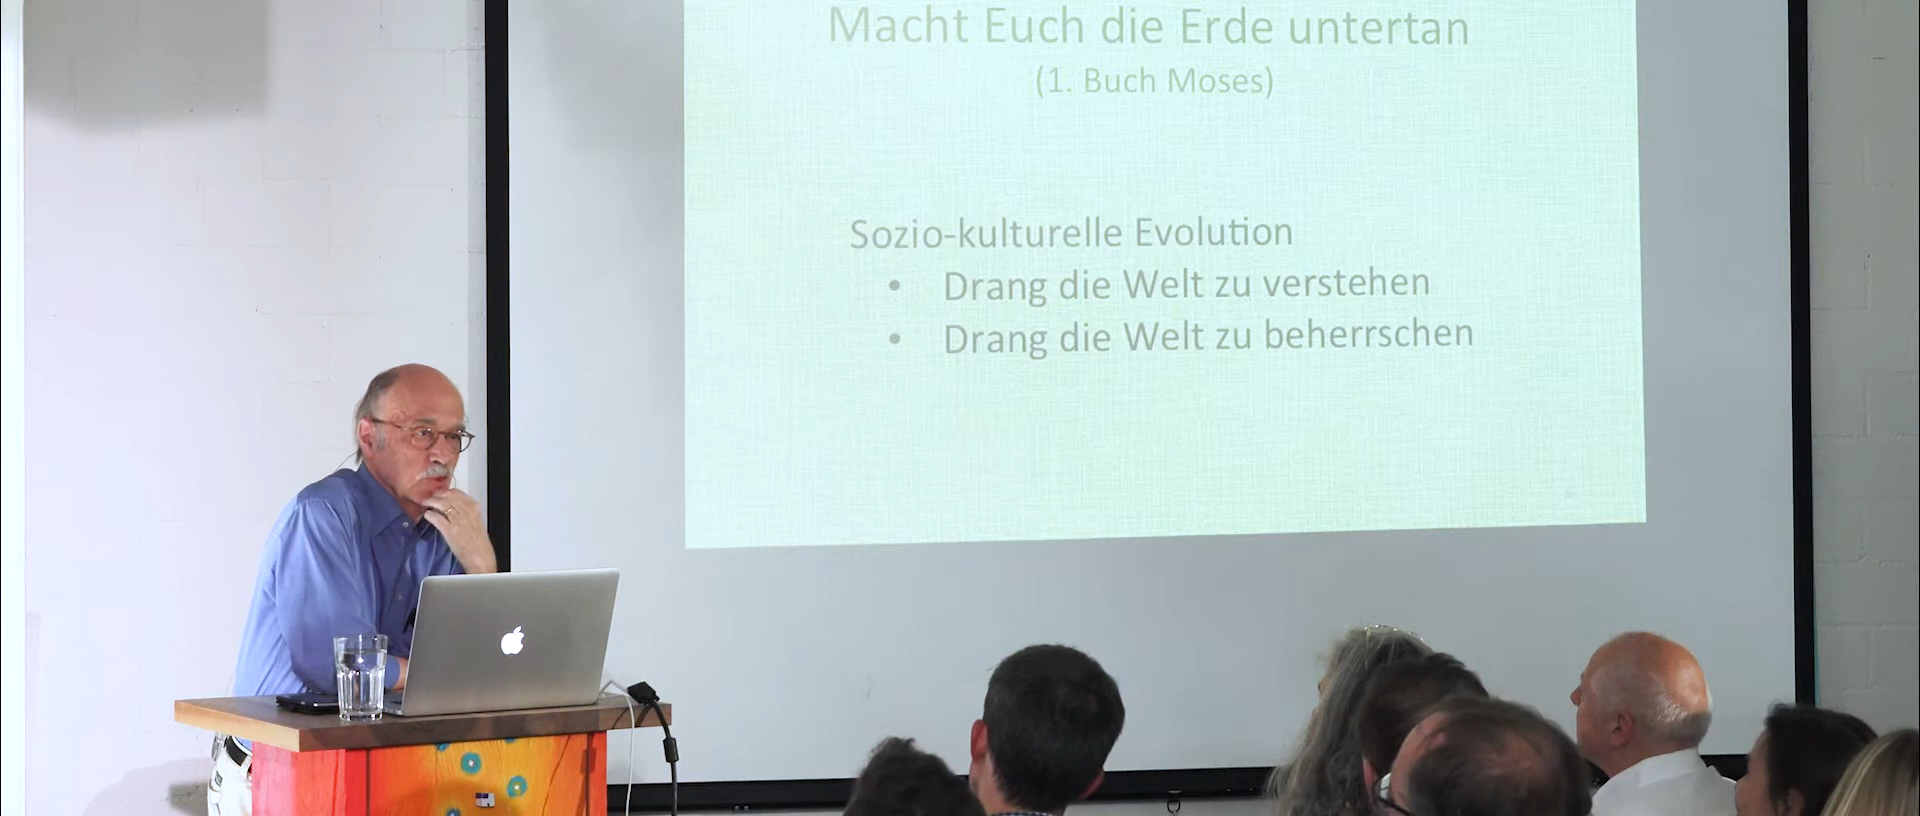 Macht Euch die Erde untertan
(1. Buch Moses)
Sozio-kulturelle Evolution
• Drang die Welt zu verstehen
• Drang die Welt zu beherrschen